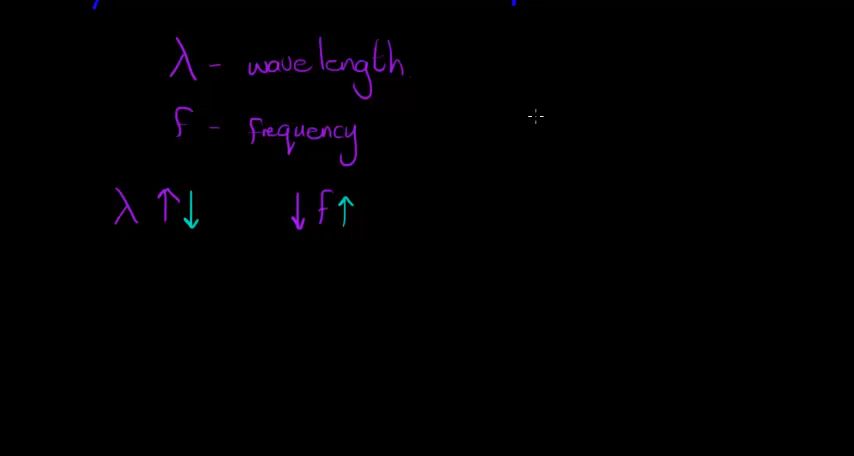 λ - wavelength
f - frequency
λ ↑↓ ↓ f ↑